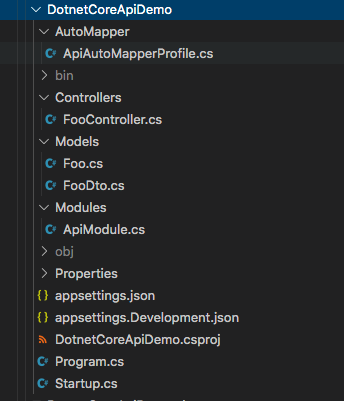 DotnetCoreApiDemo
AutoMapper
C# ApiAutoMapperProfile.cs
bin
Controllers
C# FooController.cs
Models
C# Foo.cs
C# FooDto.cs
Modules
C# ApiModule.cs
obj
Properties
{} appsettings.json
{} appsettings.Development.json
DotnetCoreApiDemo.csproj
C# Program.cs
C# Startup.cs